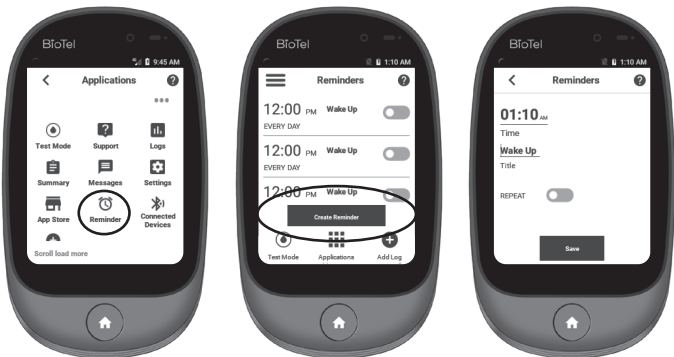 BioTel
9:45 AM
Applications
?
Test Mode
Support
Logs
Summary
Messages
Settings
App Store
Reminder
Connected
Devices
Scroll load more
BioTel
1:10 AM
Reminders
?
12:00 PM Wake Up
EVERY DAY
12:00 PM Wake Up
EVERY DAY
12:00 PM Wake Up
Create Reminder
Test Mode
Applications
Add Log
BioTel
1:10 AM
Reminders
?
01:10 AM
Time
Wake Up
Title
REPEAT
Save